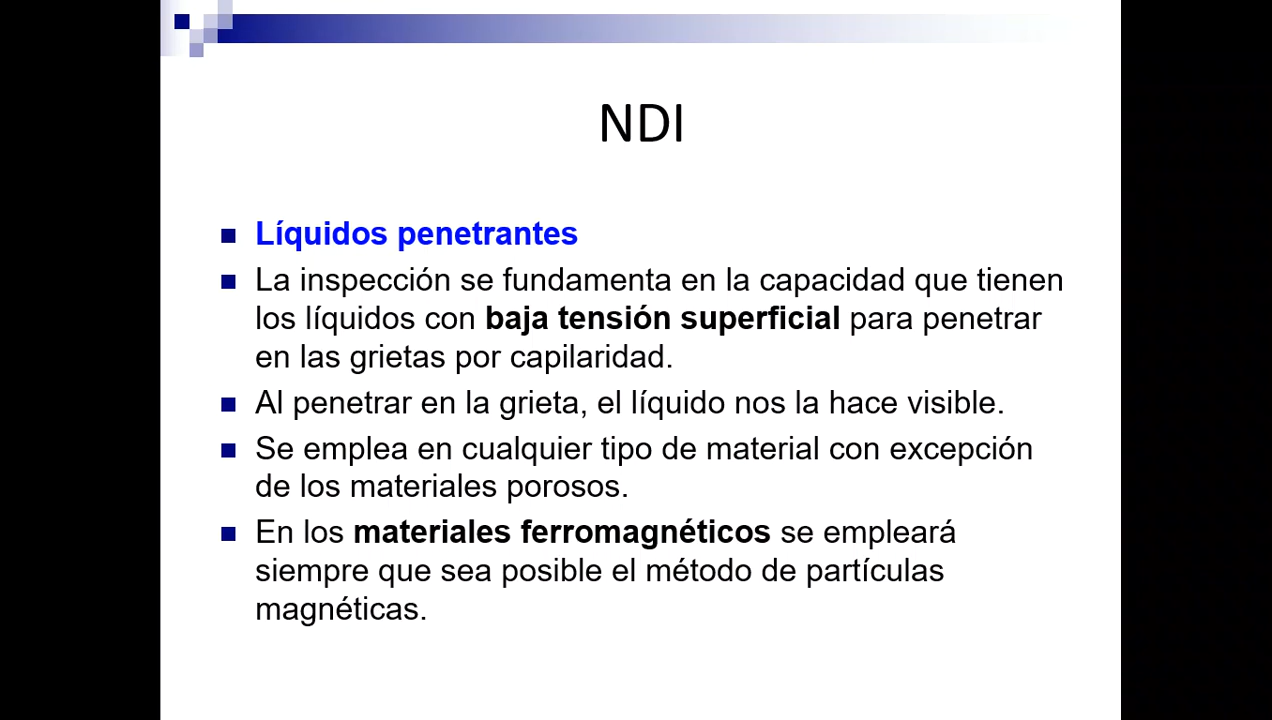 NDI
Líquidos penetrantes
La inspección se fundamenta en la capacidad que tienen
los líquidos con baja tensión superficial para penetrar
en las grietas por capilaridad.
Al penetrar en la grieta, el líquido nos la hace visible.
Se emplea en cualquier tipo de material con excepción
de los materiales porosos.
En los materiales ferromagnéticos se empleará
siempre que sea posible el método de partículas
magnéticas.